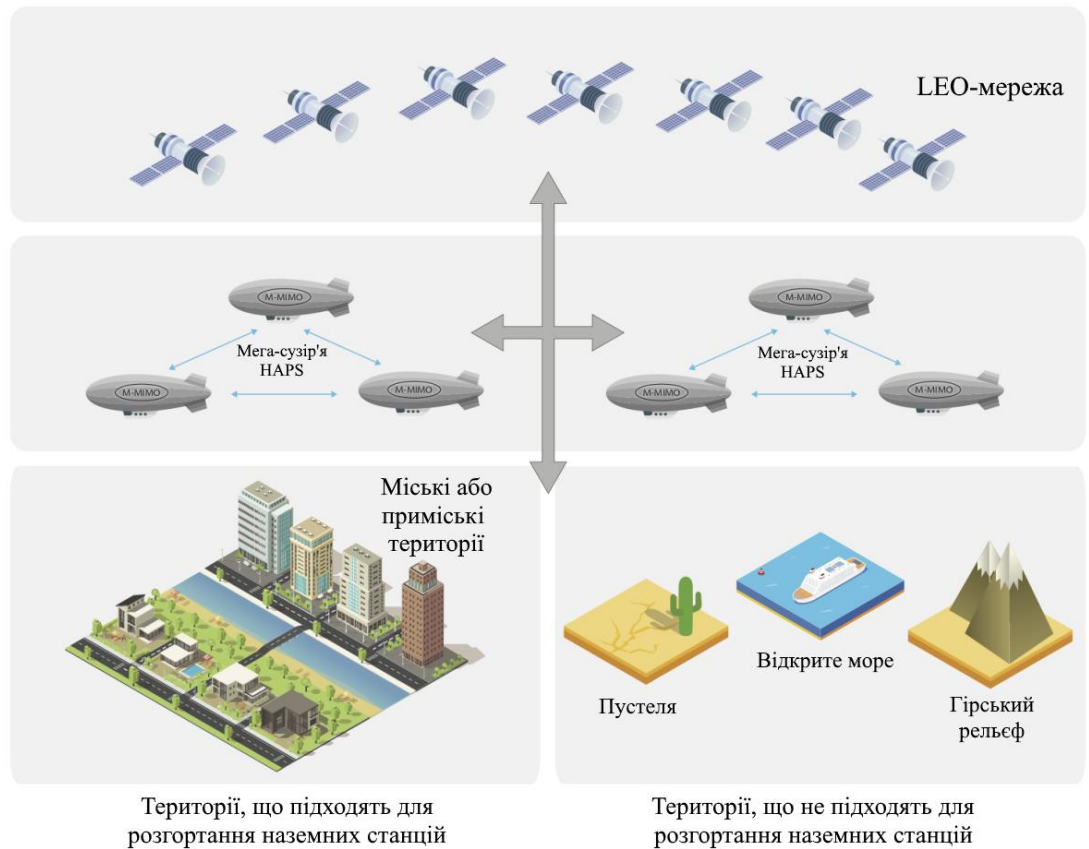 LEO-мережа
M-MIMO
Мега-сузір'я
HAPS
M-MIMO
M-MIMO
M-MIMO
Мега-сузір'я
HAPS
M-MIMO
M-MIMO
Міські або
приміські
території
Пустеля
Відкрите море
Гірський
рельєф
Території, що підходять для
розгортання наземних станцій
Території, що не підходять для
розгортання наземних станцій